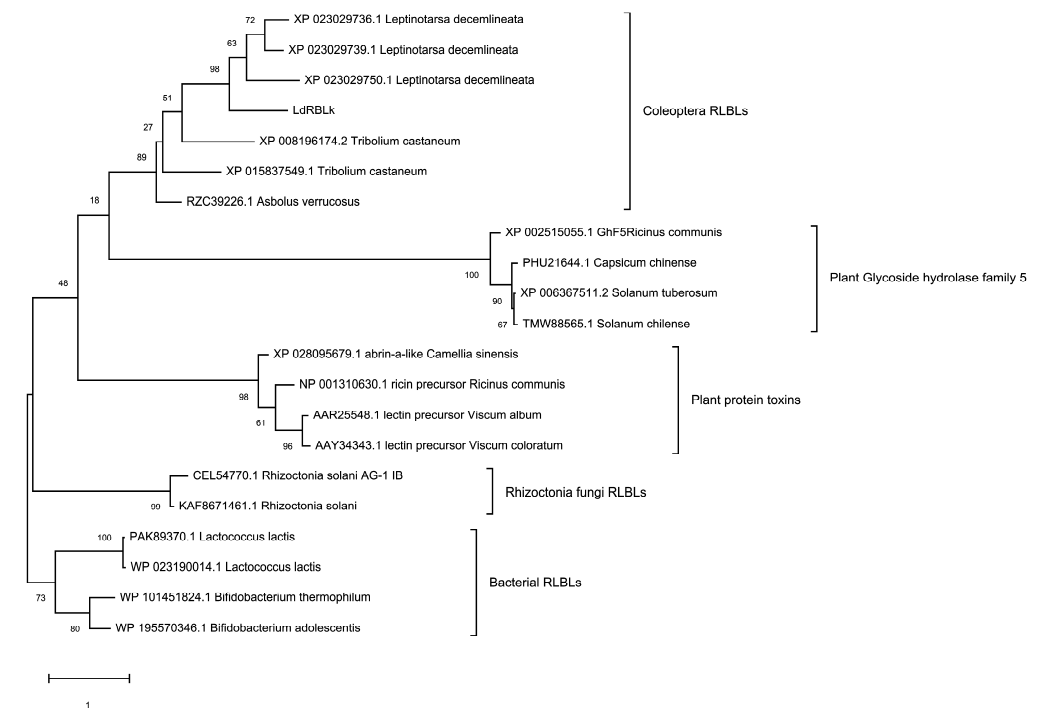 72
XP 023029736.1 Leptinotarsa decemlineata
63
XP 023029739.1 Leptinotarsa decemlineata
98
XP 023029750.1 Leptinotarsa decemlineata
51
LdRBLk
Coleoptera RLBLs
27
XP 008196174.2 Tribolium castaneum
89
XP 015837549.1 Tribolium castaneum
18
RZC39226.1 Asbolus verrucosus
XP 002515055.1 GhF5Ricinus communis
100
PHU21644.1 Capsicum chinense
Plant Glycoside hydrolase family 5
48
90
XP 006367511.2 Solanum tuberosum
67
TMW88565.1 Solanum chilense
XP 028095679.1 abrin-a-like Camellia sinensis
98
NP 001310630.1 ricin precursor Ricinus communis
Plant protein toxins
61
AAR25548.1 lectin precursor Viscum album
96
AAY34343.1 lectin precursor Viscum coloratum
CEL54770.1 Rhizoctonia solani AG-1 IB
Rhizoctonia fungi RLBLs
99
KAF8671461.1 Rhizoctonia solani
100
PAK89370.1 Lactococcus lactis
WP 023190014.1 Lactococcus lactis
Bacterial RLBLs
73
WP 101451824.1 Bifidobacterium thermophilum
80
WP 195570346.1 Bifidobacterium adolescentis
1